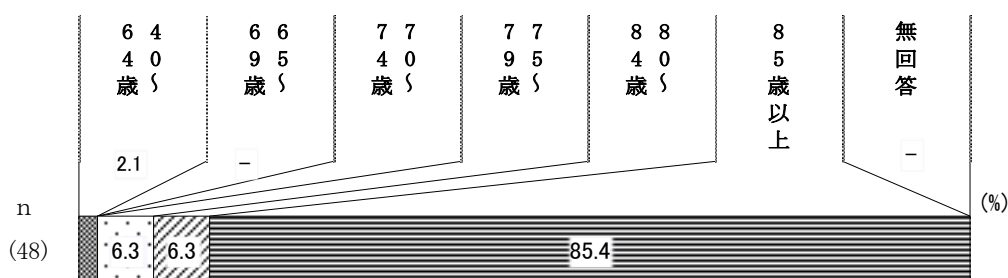 40～
64歳
65～
69歳
70～
74歳
75～
79歳
80～
84歳
85歳以上
無回答
2.1
－
－
n
(%)
(48)
6.3
6.3
85.4